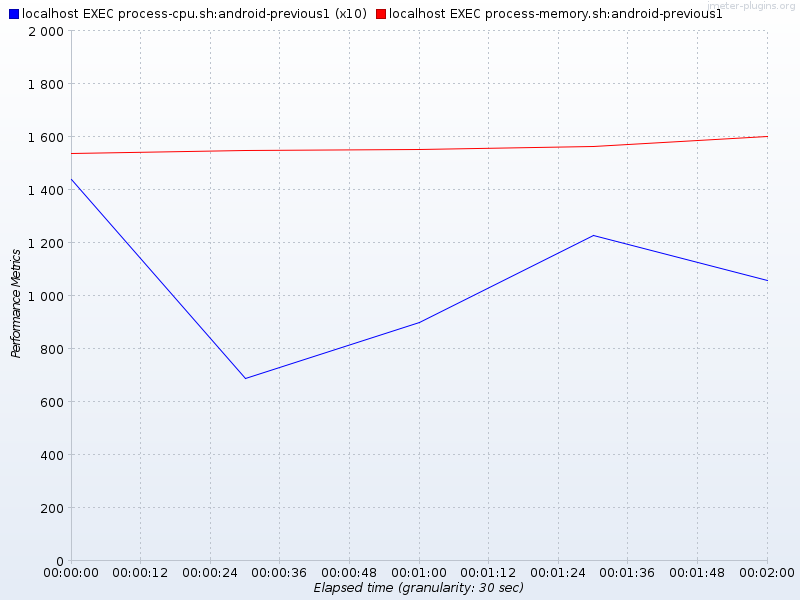 localhost EXEC process-cpu.sh:android-previous1 (x10) localhost EXEC process-memory.sh:android-previous1
jmeter-plugins.org
2 000
1 800
1 600
1 400
1 200
1 000
800
600
400
200
0
Performance Metrics
00:00:00 00:00:12 00:00:24 00:00:36 00:00:48 00:01:00 00:01:12 00:01:24 00:01:36 00:01:48 00:02:00
Elapsed time (granularity: 30 sec)